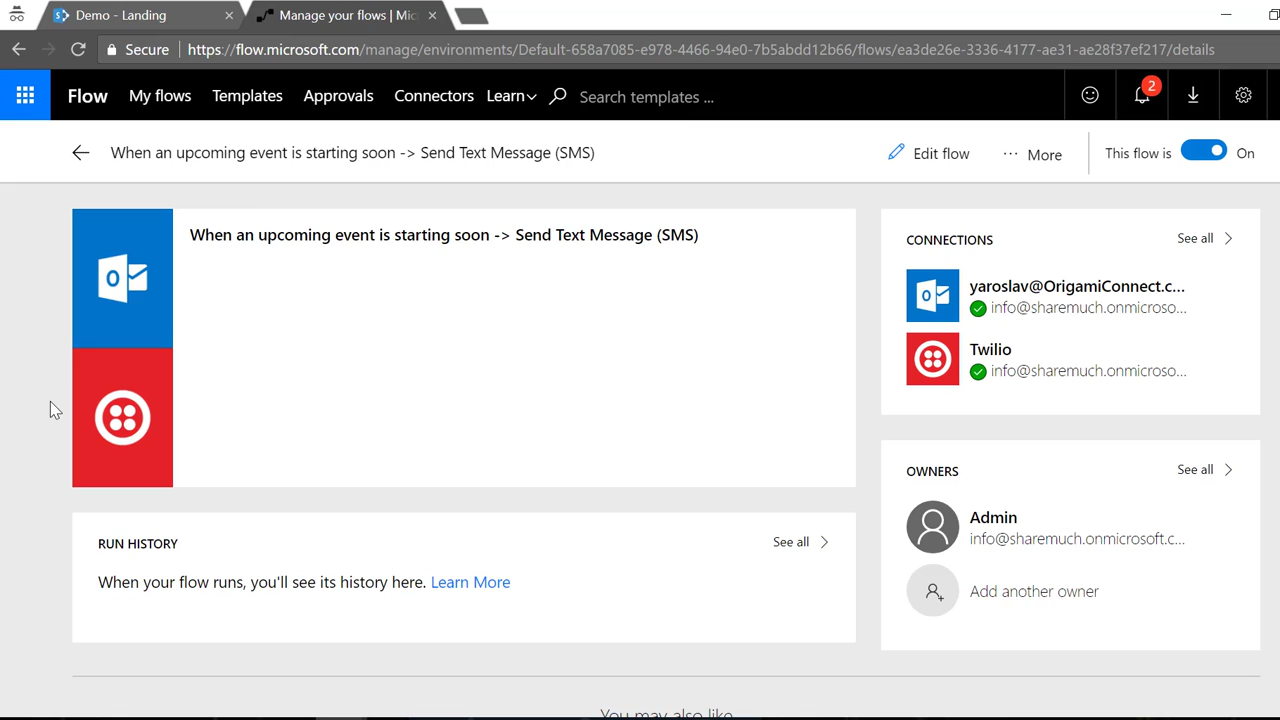 Demo - Landing
Manage your flows | Mic
Secure
https://flow.microsoft.com/manage/environments/Default-658a7085-e978-4466-94e0-7b5abdd12b66/flows/ea3de26e-3336-4177-ae31-ae28f37ef217/details
Flow
My flows
Templates
Approvals
Connectors
Learn
Search templates ...
2
When an upcoming event is starting soon -> Send Text Message (SMS)
Edit flow
··· More
This flow is
On
When an upcoming event is starting soon -> Send Text Message (SMS)
CONNECTIONS
See all
yaroslav@OrigamiConnect.c...
info@sharemuch.onmicroso...
Twilio
info@sharemuch.onmicroso...
RUN HISTORY
See all
When your flow runs, you'll see its history here. Learn More
OWNERS
See all
Admin
info@sharemuch.onmicrosoft.c...
Add another owner
You may also like